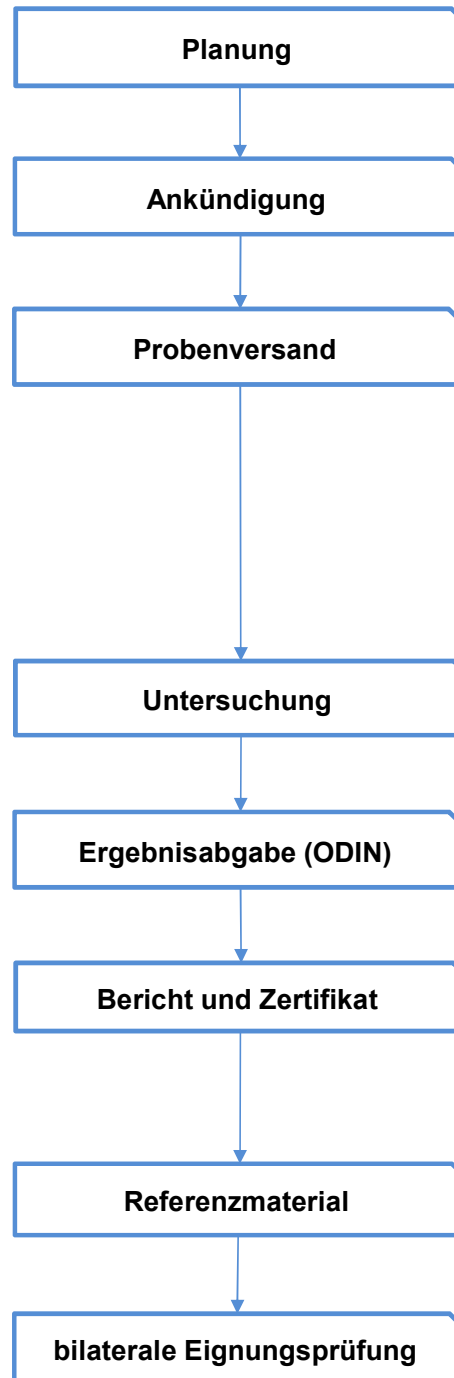 Planung
Ankündigung
Probenversand
Untersuchung
Ergebnisabgabe (ODIN)
Bericht und Zertifikat
Referenzmaterial
bilaterale Eignungsprüfung